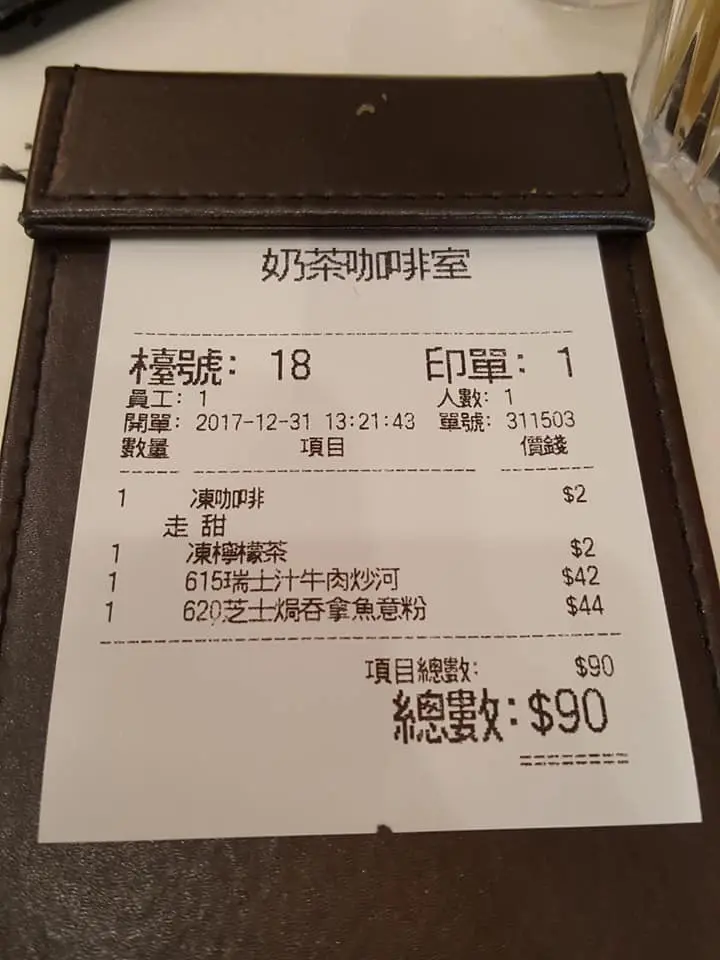 奶茶咖啡室
檯號: 18 印單: 1
員工: 1 人數: 1
開單: 2017-12-31 13:21:43 單號: 311503
數量 項目 價錢
1 凍咖啡 $2
走 甜
1 凍檸檬茶 $2
1 615瑞士汁牛肉炒河 $42
1 620芝士焗吞拿魚意粉 $44
項目總數: $90
總數: $90